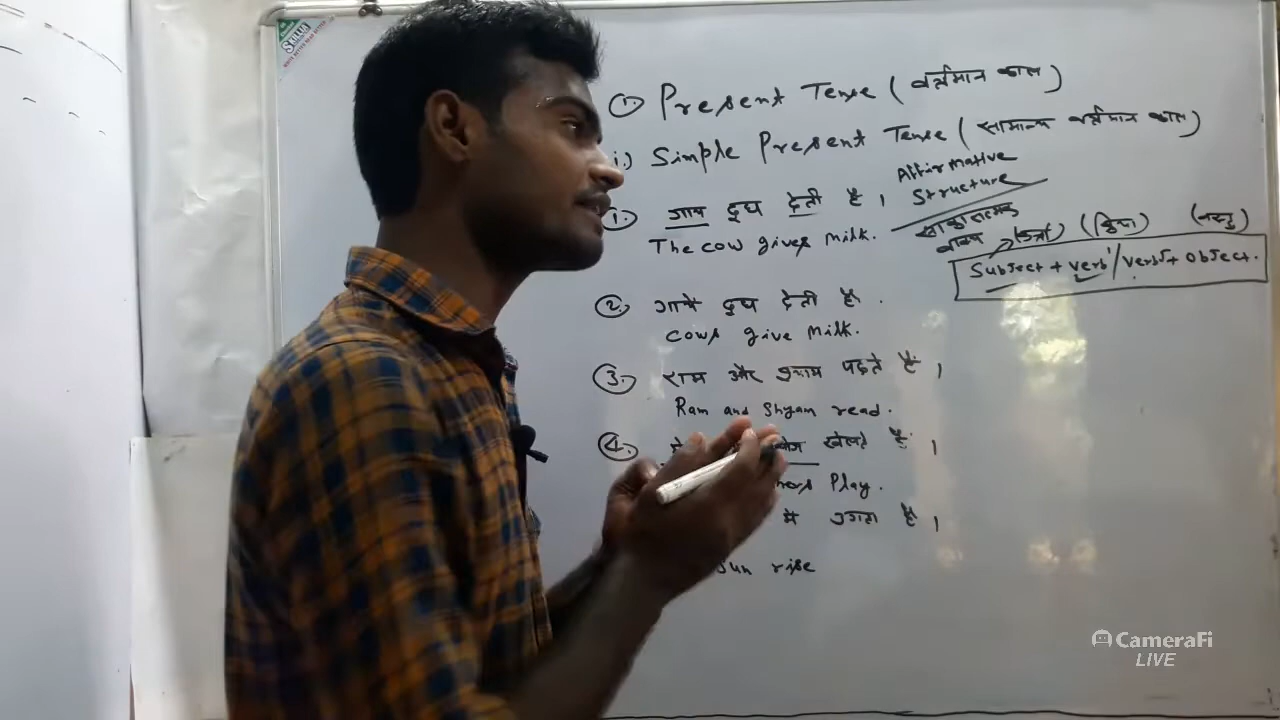 ① Present Tense ( वर्त्तमान काल )
i.) Simple Present Tense ( सामान्य वर्त्तमान काल )
Affirmative
Structure
①. गाय दूध देती है ।
The cow gives milk.
वाक्य
(कर्ता) (क्रिया) (वस्तु)
Subject + Verb¹/Verb5 + Object.
②. गायें दूध देती हैं .
Cows give milk.
③. राम और श्याम पढ़ते हैं ।
Ram and Shyam read.
④. खेलते हैं ।
Play.
में उगता है ।
Sun rise
CameraFi
LIVE